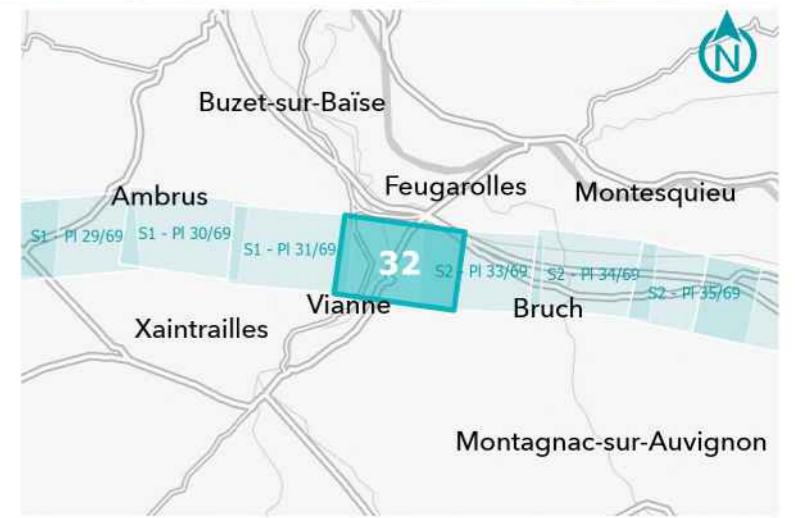 N
Buzet-sur-Baïse
Feugarolles
Montesquieu
Ambrus
S1 - Pl 29/69
S1 - Pl 30/69
S1 - Pl 31/69
32
S2 - Pl 33/69
S2 - Pl 34/69
S2 - Pl 35/69
Vianne
Bruch
Xaintrailles
Montagnac-sur-Auvignon